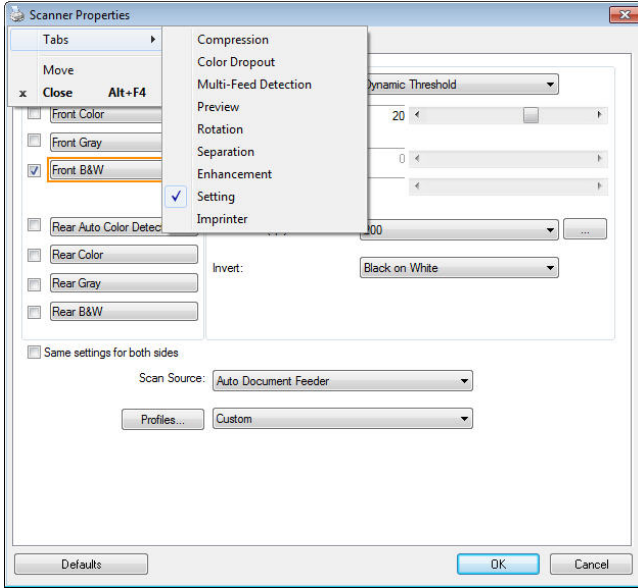 Scanner Properties
Tabs
Move
x Close Alt+F4
Compression
Color Dropout
Multi-Feed Detection
Preview
Rotation
Separation
Enhancement
Setting
Imprinter
Dynamic Threshold
Front Color
20
Front Gray
0
Front B&W
Rear Auto Color Detec
200
...
Rear Color
Invert: Black on White
Rear Gray
Rear B&W
Same settings for both sides
Scan Source: Auto Document Feeder
Profiles... Custom
Defaults OK Cancel